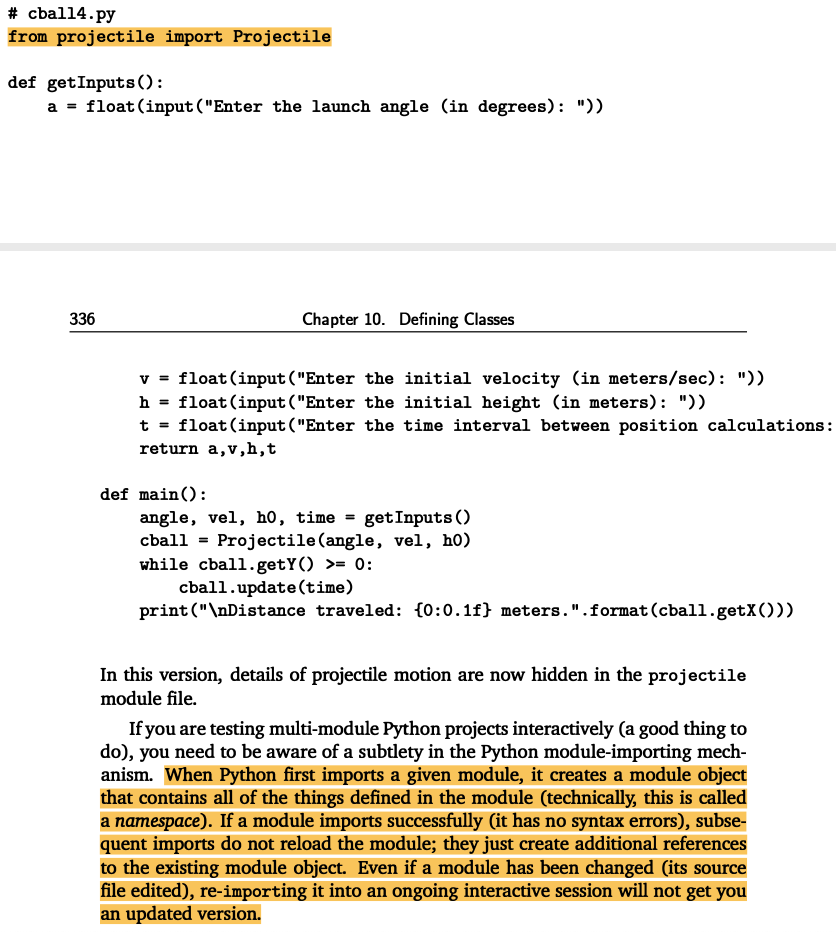 # cball4.py
from projectile import Projectile
def getInputs():
    a = float(input("Enter the launch angle (in degrees): "))
336 Chapter 10. Defining Classes
    v = float(input("Enter the initial velocity (in meters/sec): "))
    h = float(input("Enter the initial height (in meters): "))
    t = float(input("Enter the time interval between position calculations:
    return a,v,h,t
def main():
    angle, vel, h0, time = getInputs()
    cball = Projectile(angle, vel, h0)
    while cball.getY() >= 0:
        cball.update(time)
    print("\nDistance traveled: {0:0.1f} meters.".format(cball.getX()))
In this version, details of projectile motion are now hidden in the projectile
module file.
If you are testing multi-module Python projects interactively (a good thing to
do), you need to be aware of a subtlety in the Python module-importing mech-
anism. When Python first imports a given module, it creates a module object
that contains all of the things defined in the module (technically, this is called
a namespace). If a module imports successfully (it has no syntax errors), subse-
quent imports do not reload the module; they just create additional references
to the existing module object. Even if a module has been changed (its source
file edited), re-importing it into an ongoing interactive session will not get you
an updated version.